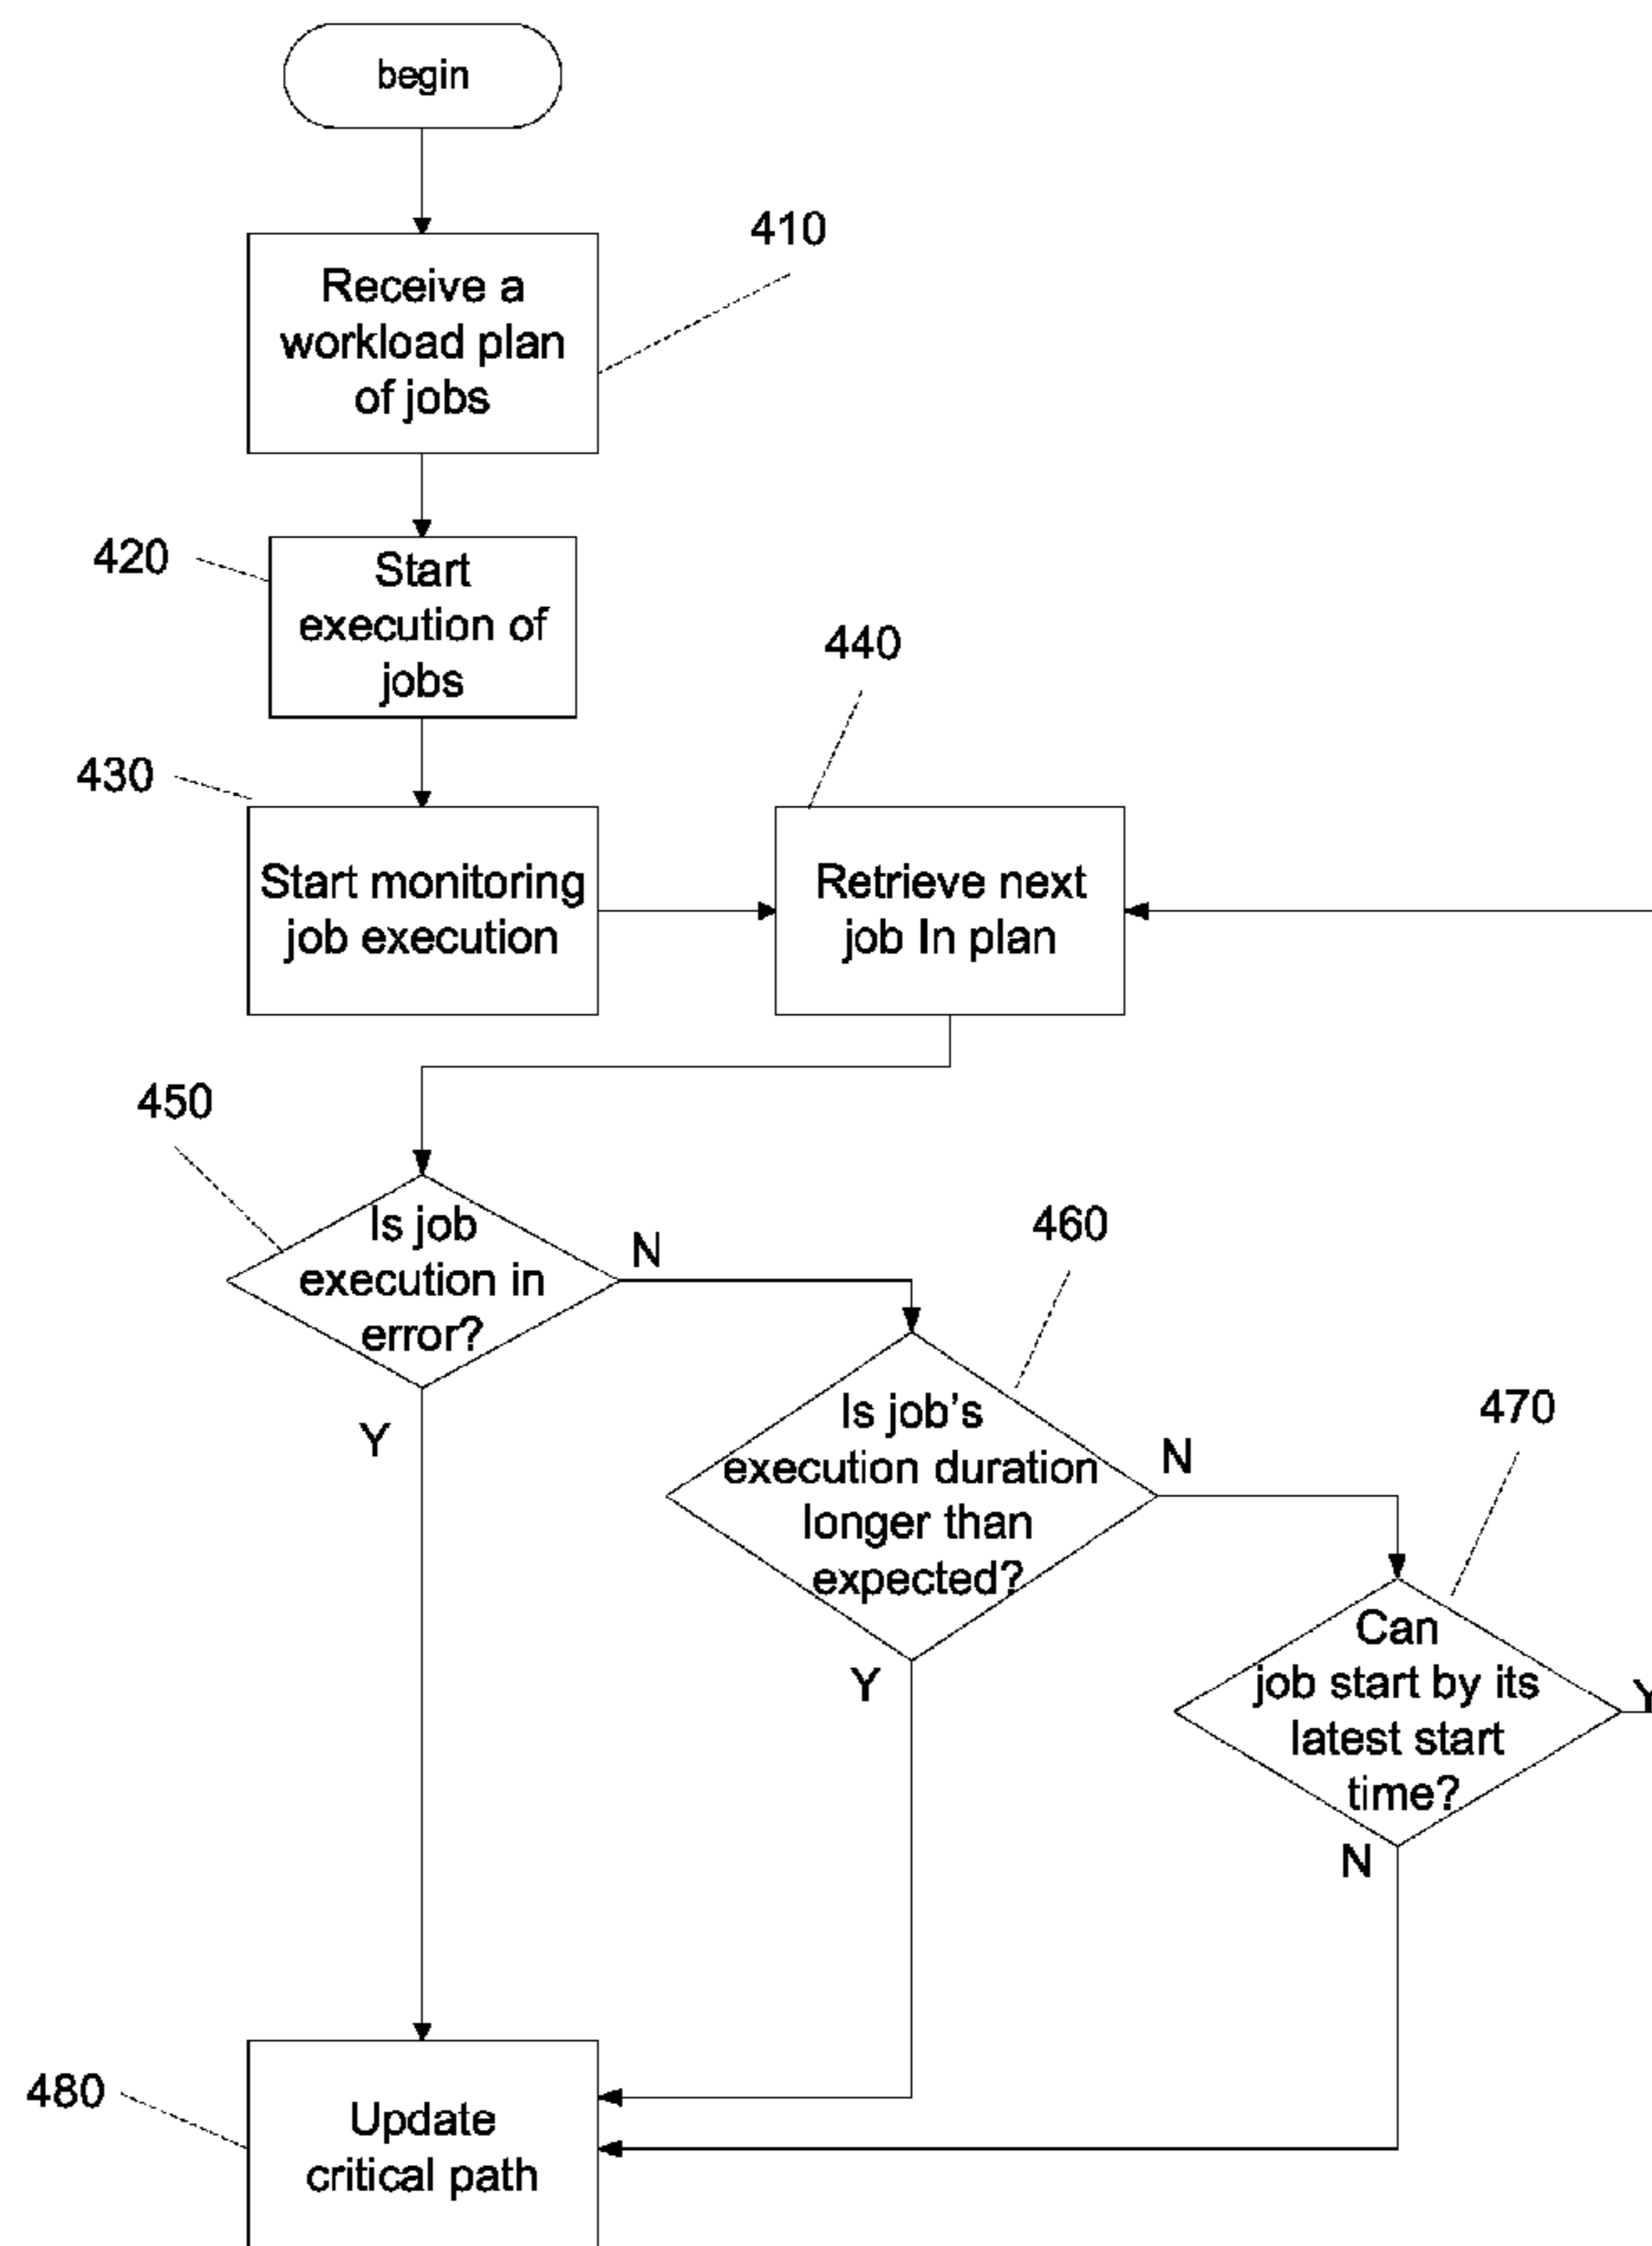 begin
410
Receive a
workload plan
of jobs
420
Start
execution of
jobs
440
430
Start monitoring
job execution
Retrieve next
job In plan
450
Is job
execution in
error?
N
Y
460
Is job's
execution duration
longer than
expected?
N
Y
470
Can
job start by its
latest start
time?
Y
N
480
Update
critical path